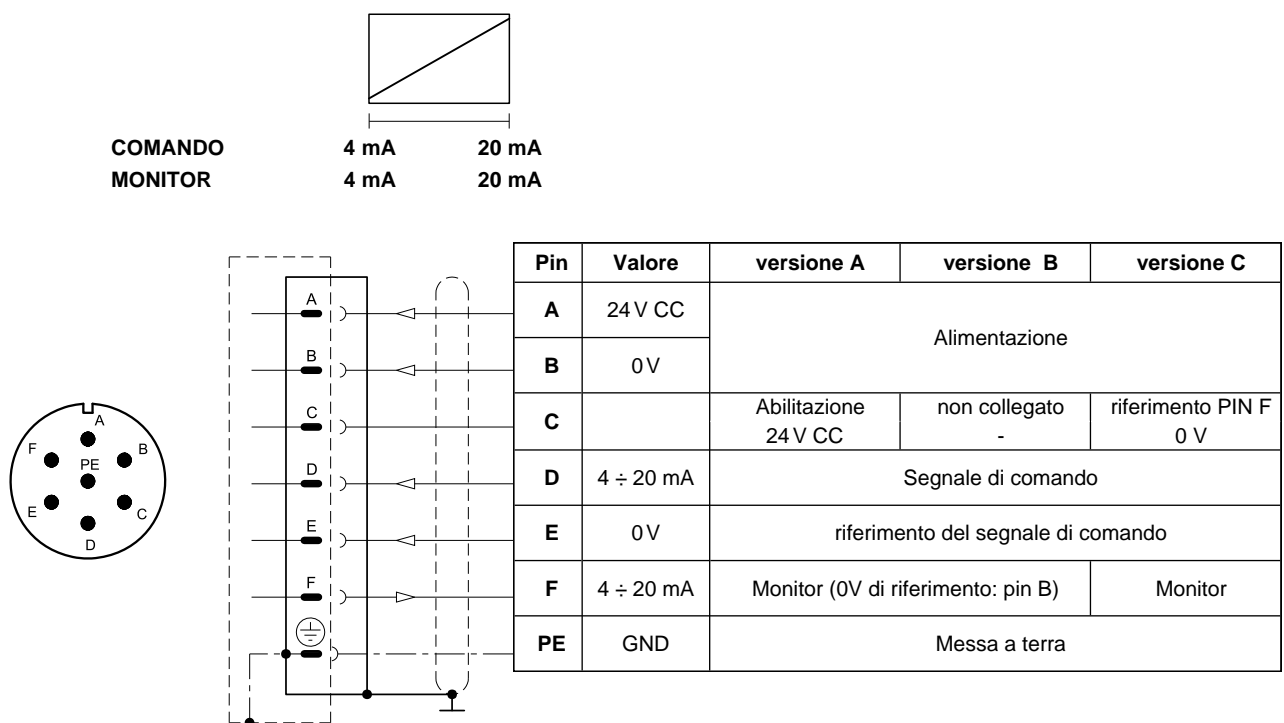 COMANDO 4 mA 20 mA
MONITOR 4 mA 20 mA
Pin Valore versione A versione B versione C
A 24 V CC Alimentazione
B 0 V
C Abilitazione 24 V CC non collegato - riferimento PIN F 0 V
D 4 ÷ 20 mA Segnale di comando
E 0 V riferimento del segnale di comando
F 4 ÷ 20 mA Monitor (0V di riferimento: pin B) Monitor
PE GND Messa a terra
A
B
C
D
E
F
A
F
B
PE
E
C
D